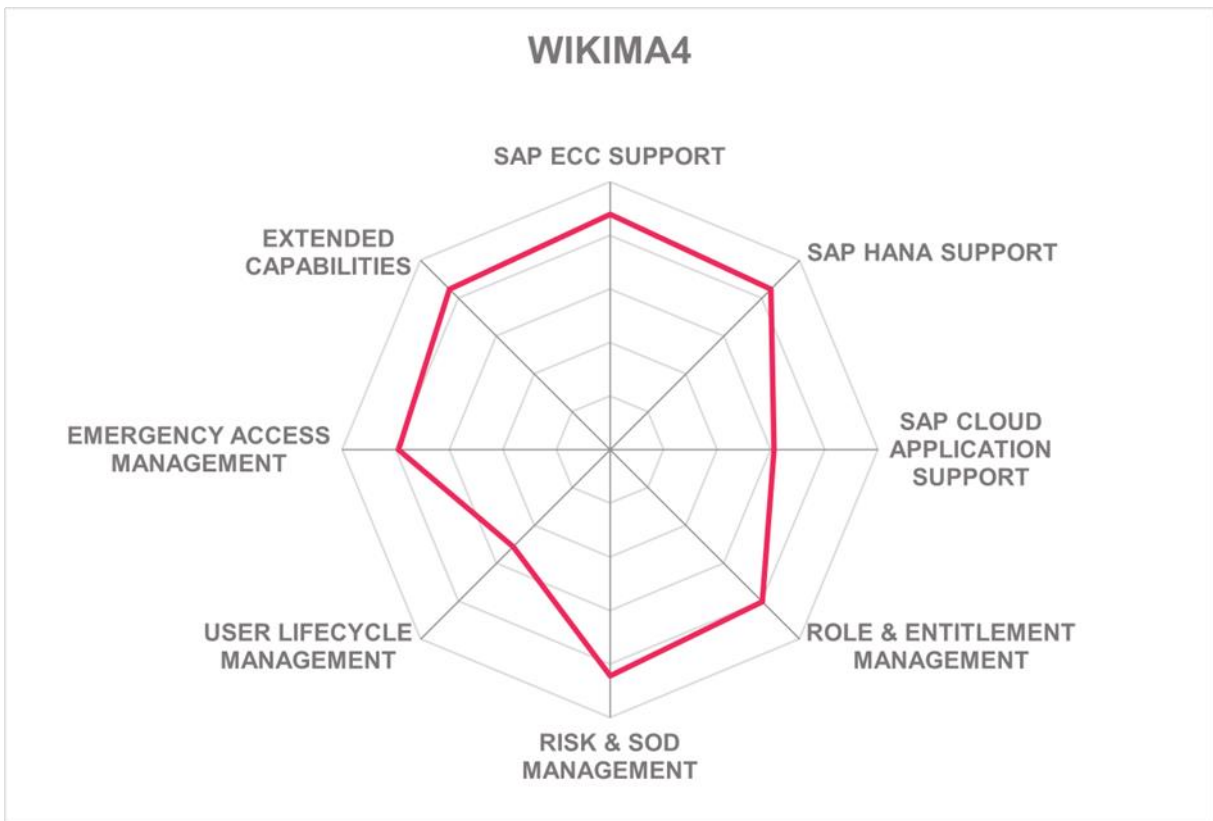 WIKIMA4
SAP ECC SUPPORT
EXTENDED
CAPABILITIES
SAP HANA SUPPORT
EMERGENCY ACCESS
MANAGEMENT
SAP CLOUD
APPLICATION
SUPPORT
USER LIFECYCLE
MANAGEMENT
ROLE & ENTITLEMENT
MANAGEMENT
RISK & SOD
MANAGEMENT